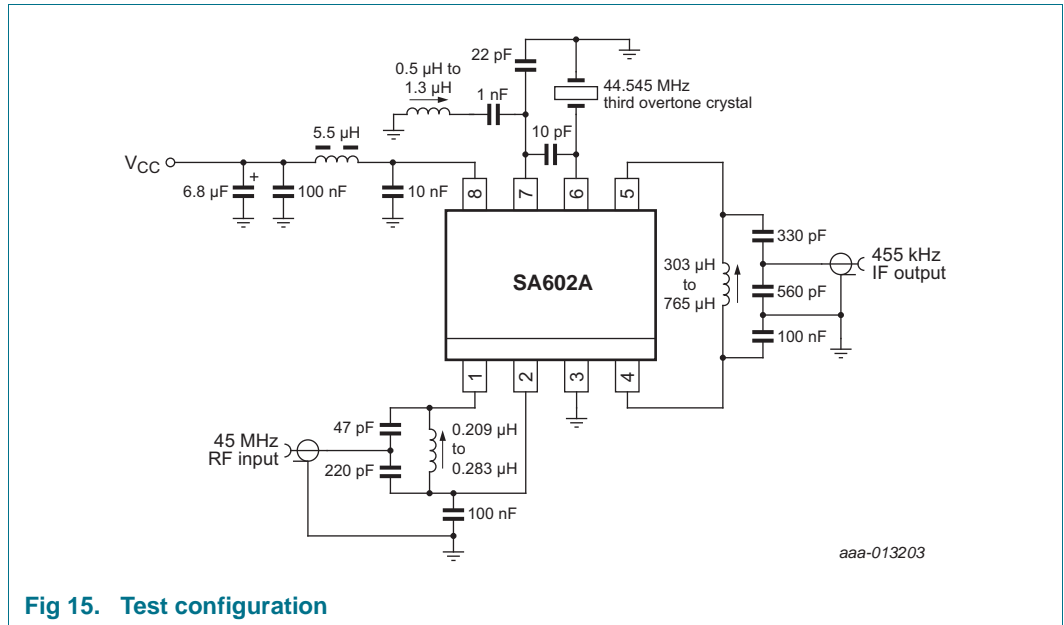 22 pF
0.5 μH to
1.3 μH
1 nF
44.545 MHz
third overtone crystal
5.5 μH
10 pF
VCC
6.8 μF
+
100 nF
10 nF
8
7
6
5
SA602A
303 μH
to
765 μH
330 pF
560 pF
100 nF
455 kHz
IF output
1
2
3
4
45 MHz
RF input
47 pF
220 pF
0.209 μH
to
0.283 μH
100 nF
aaa-013203
Fig 15. Test configuration